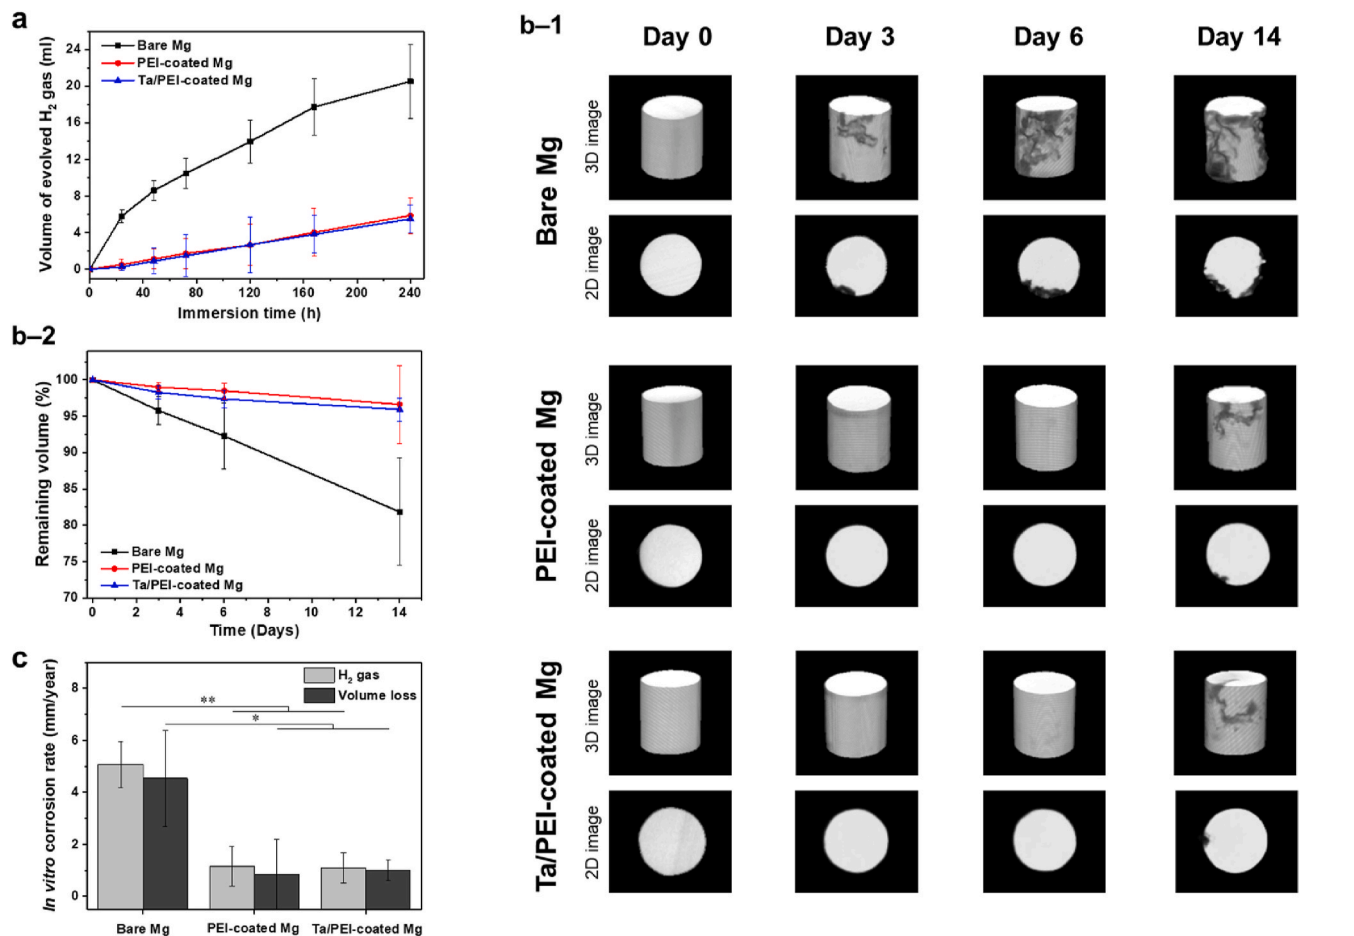 a
Volume of evolved H₂ gas (ml)
24
20
16
12
8
4
0
Bare Mg
PEI-coated Mg
Ta/PEI-coated Mg
0 40 80 120 160 200 240
Immersion time (h)
b–2
Remaining volume (%)
100
95
90
85
80
75
70
Bare Mg
PEI-coated Mg
Ta/PEI-coated Mg
0 2 4 6 8 10 12 14
Time (Days)
c
In vitro corrosion rate (mm/year)
8
6
4
2
0
H₂ gas
Volume loss
**
*
Bare Mg PEI-coated Mg Ta/PEI-coated Mg
b–1
Day 0 Day 3 Day 6 Day 14
Bare Mg
3D image
2D image
PEI-coated Mg
3D image
2D image
Ta/PEI-coated Mg
3D image
2D image